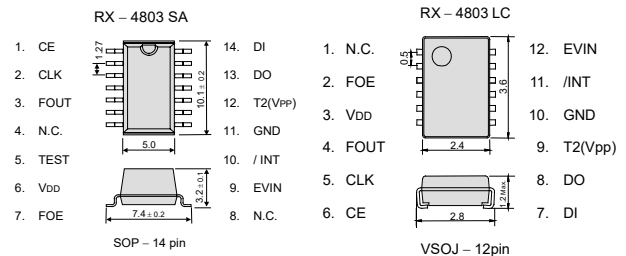 RX – 4803 SA
1. CE
2. CLK
3. FOUT
4. N.C.
5. TEST
6. VDD
7. FOE
1.27
10.1 ± 0.2
5.0
14. DI
13. DO
12. T2(VPP)
11. GND
10. / INT
9. EVIN
8. N.C.
3.2 ± 0.1
7.4 ± 0.2
SOP – 14 pin
RX – 4803 LC
1. N.C.
2. FOE
3. VDD
4. FOUT
5. CLK
6. CE
0.5
3.6
2.4
12. EVIN
11. /INT
10. GND
9. T2(Vpp)
8. DO
7. DI
1.2 Max.
2.8
VSOJ – 12pin